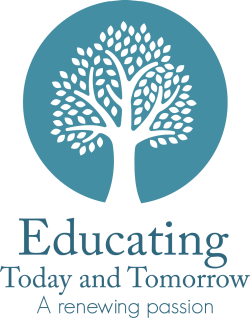 Educating
Today and Tomorrow
A renewing passion